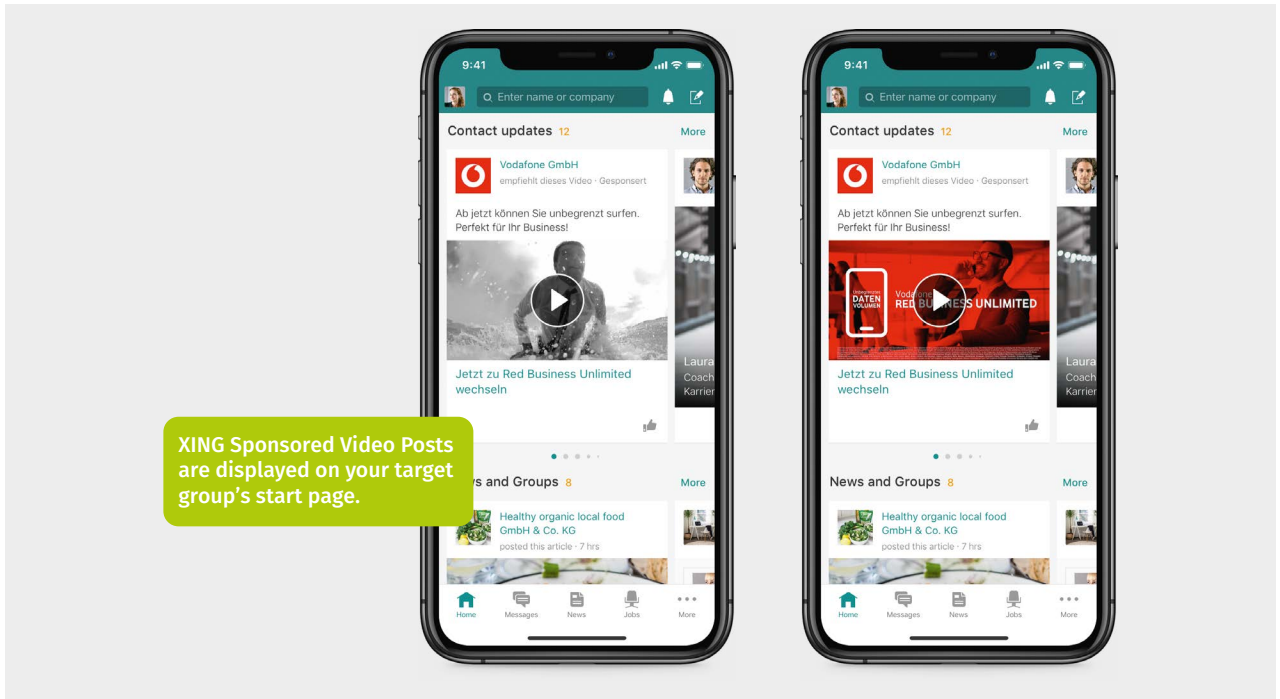 9:41
Enter name or company
Contact updates 12 More
Vodafone GmbH
empfiehlt dieses Video · Gesponsert
Ab jetzt können Sie unbegrenzt surfen.
Perfekt für Ihr Business!
Laura
Coach
Karrier
Jetzt zu Red Business Unlimited
wechseln
XING Sponsored Video Posts
are displayed on your target
group's start page.
s and Groups 8 More
Healthy organic local food
GmbH & Co. KG
posted this article · 7 hrs
Home Messages News Jobs More
9:41
Enter name or company
Contact updates 12 More
Vodafone GmbH
empfiehlt dieses Video · Gesponsert
Ab jetzt können Sie unbegrenzt surfen.
Perfekt für Ihr Business!
Unbegrenztes
DATEN
VOLUMEN
Vodafone
RED BUSINESS UNLIMITED
Laura
Coach
Karrier
Jetzt zu Red Business Unlimited
wechseln
News and Groups 8 More
Healthy organic local food
GmbH & Co. KG
posted this article · 7 hrs
Home Messages News Jobs More